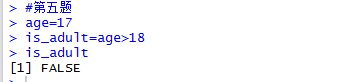 > #第五题
> age=17
> is_adult=age>18
> is_adult
[1] FALSE